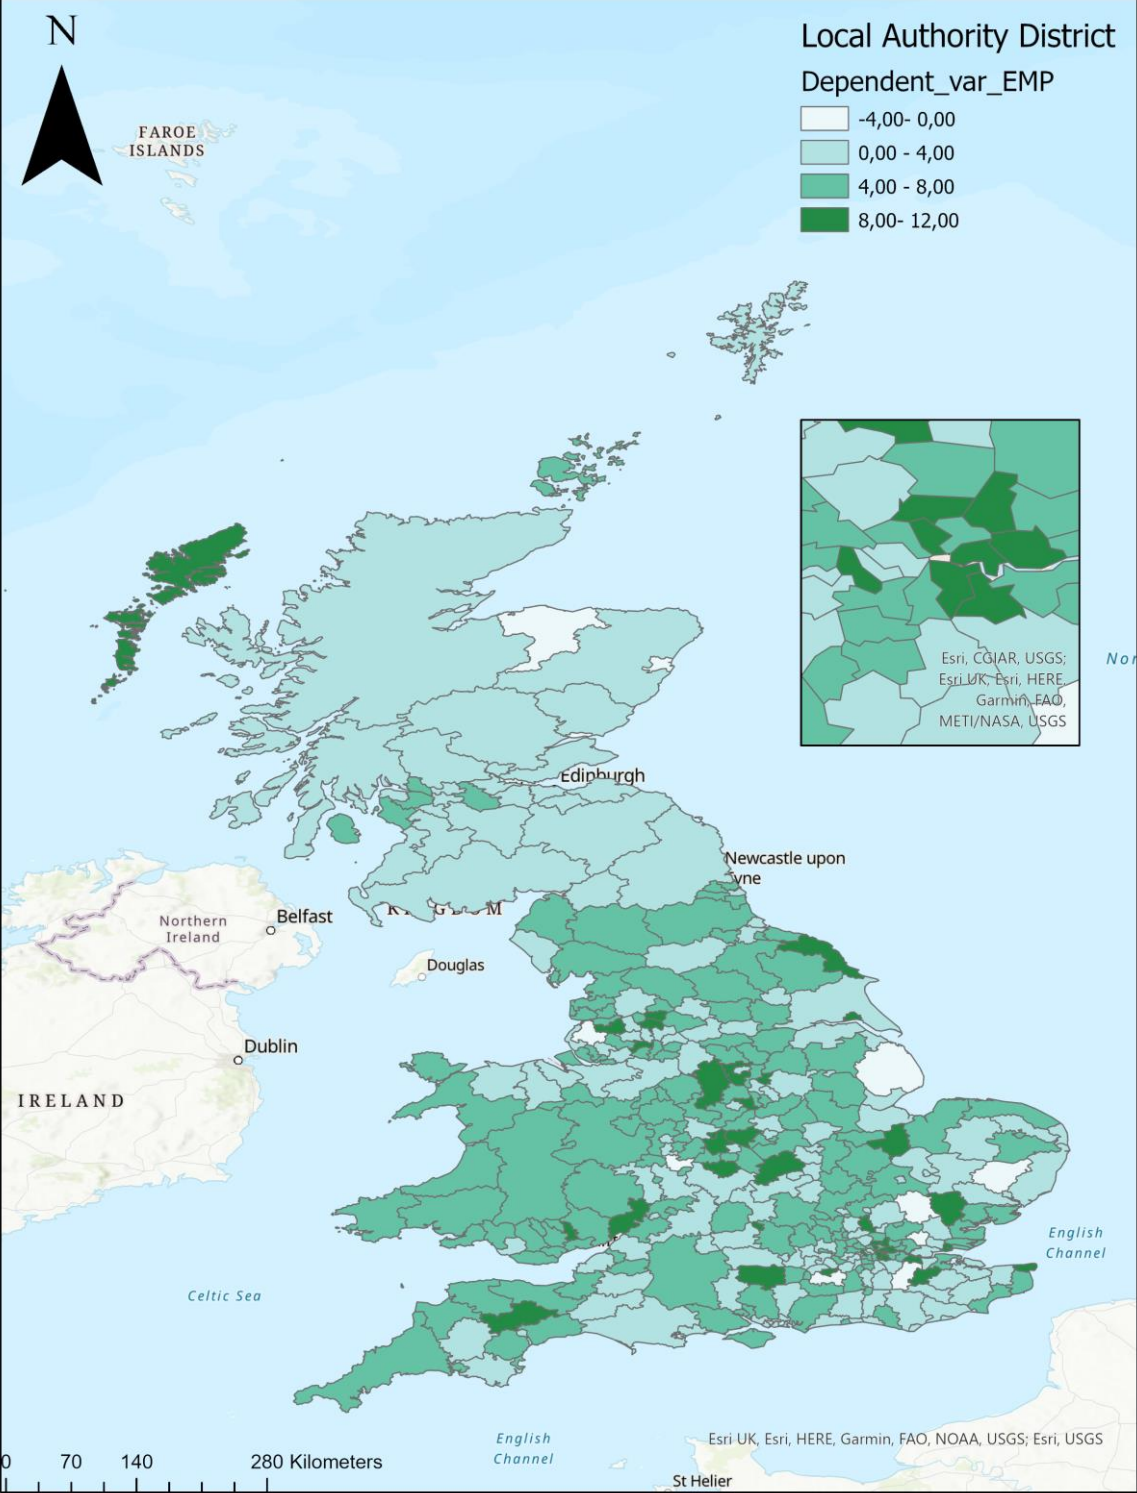 N
Local Authority District
Dependent_var_EMP
-4,00- 0,00
0,00 - 4,00
4,00 - 8,00
8,00- 12,00
FAROE
ISLANDS
Esri, CGIAR, USGS;
Esri UK, Esri, HERE,
Garmin, FAO,
METI/NASA, USGS
Nor
Edinburgh
Newcastle upon
Tyne
KINGDOM
Northern
Ireland
Belfast
Douglas
Dublin
IRELAND
English
Channel
Celtic Sea
English
Channel
Esri UK, Esri, HERE, Garmin, FAO, NOAA, USGS; Esri, USGS
0 70 140 280 Kilometers
St Helier